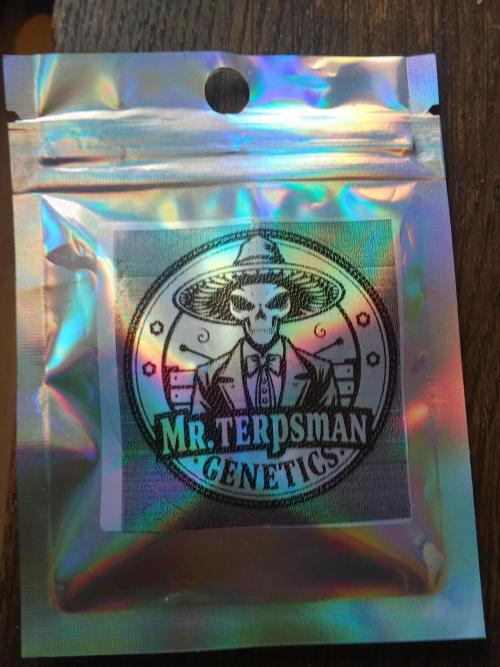 MR. TERPSMAN
· GENETICS ·